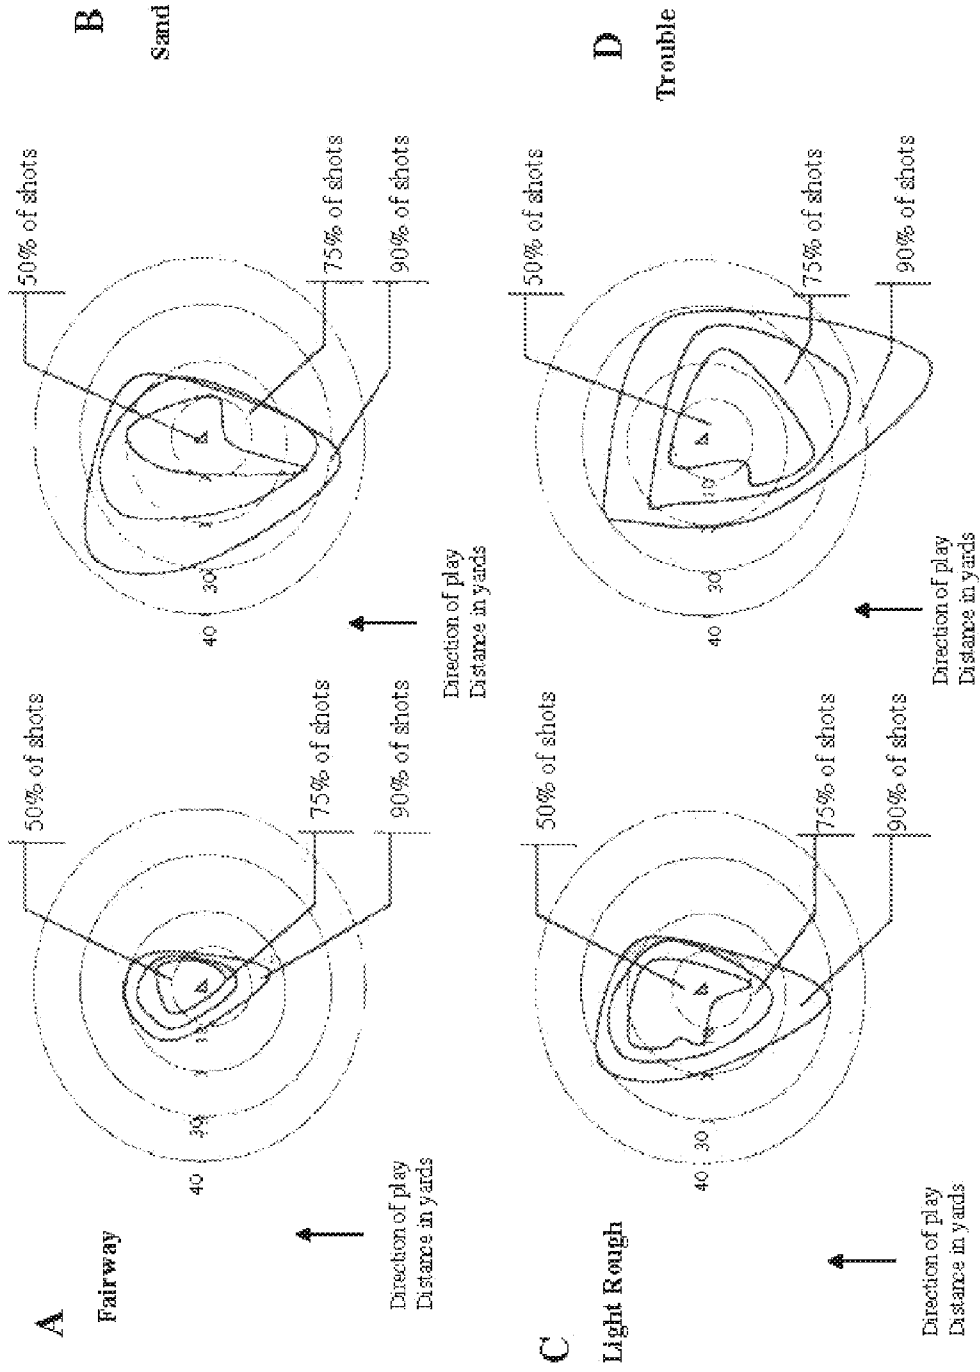 A
Fairway
50% of shots
75% of shots
90% of shots
40
30
10
Direction of play
Distance in yards
B
Sand
50% of shots
75% of shots
90% of shots
40
30
Direction of play
Distance in yards
C
Light Rough
50% of shots
75% of shots
90% of shots
40
30
Direction of play
Distance in yards
D
Trouble
50% of shots
75% of shots
90% of shots
40
30
10
Direction of play
Distance in yards